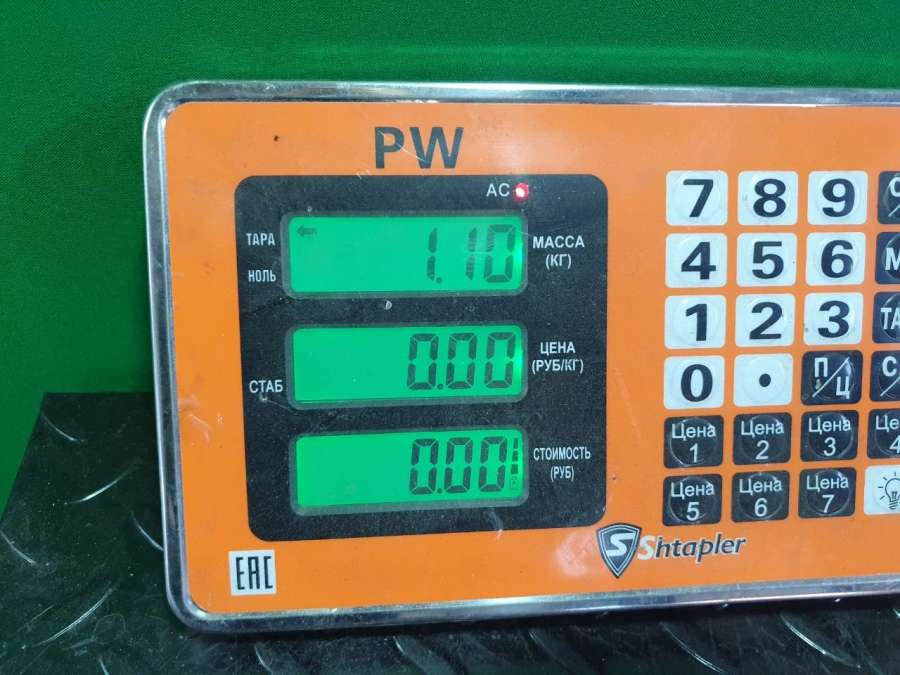 PW
AC
ТАРА
НОЛЬ
1.10
МАССА
(КГ)
СТАБ
0.00
ЦЕНА
(РУБ/КГ)
0.00
СТОИМОСТЬ
(РУБ)
EAC
Shtapler
7 8 9
4 5 6
1 2 3
0 . П/Ц
Цена 1 Цена 2 Цена 3
Цена 5 Цена 6 Цена 7